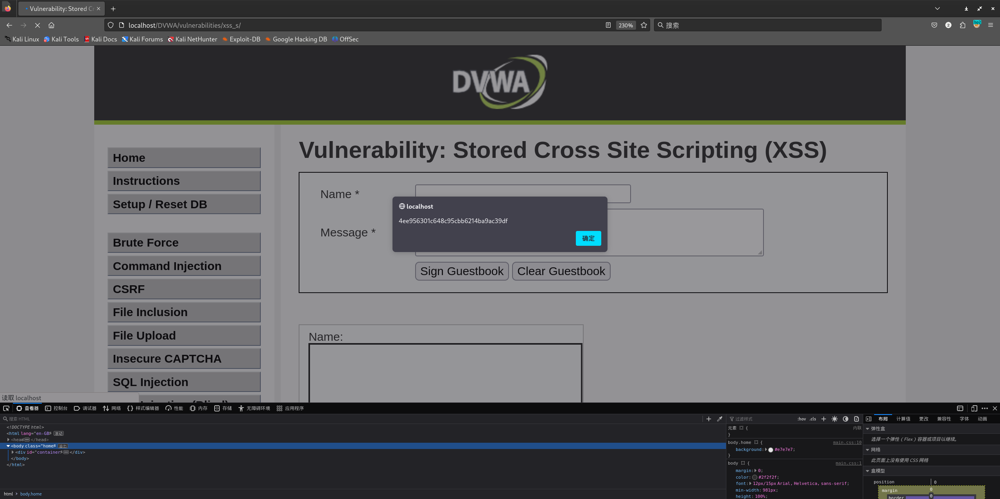 Vulnerability: Stored Cr
localhost/DVWA/vulnerabilities/xss_s/
230%
搜索
2
bp2
Kali Linux
Kali Tools
Kali Docs
Kali Forums
Kali NetHunter
Exploit-DB
Google Hacking DB
OffSec
DVWA
Vulnerability: Stored Cross Site Scripting (XSS)
Home
Instructions
Setup / Reset DB
Brute Force
Command Injection
CSRF
File Inclusion
File Upload
Insecure CAPTCHA
SQL Injection
Name *
Message *
localhost
4ee956301c648c95cbb6214ba9ac39df
确定
Sign Guestbook
Clear Guestbook
Name:
读取 localhost
查看器 控制台 调试器 网络 样式编辑器 性能 内存 存储 无障碍环境 应用程序
搜索 HTML
<!DOCTYPE html>
<html lang="en-GB" 滚动
<head </head>
<body class="home" 溢出
<div id="container" </div>
</body>
</html>
html > body.home
过滤样式
:hov .cls
元素 { 内联
}
body.home { main.css:10
background: #e7e7e7;
}
body { main.css:1
margin: 0;
color: #2f2f2f;
font: 12px/15px Arial, Helvetica, sans-serif;
min-width: 981px;
height: 100%;
布局 计算值 更改 兼容性 字体 动画
弹性盒
选择一个弹性（Flex）容器或项目以继续。
网格
此页面上没有使用 CSS 网格
盒模型
position 0
margin 0
border 0